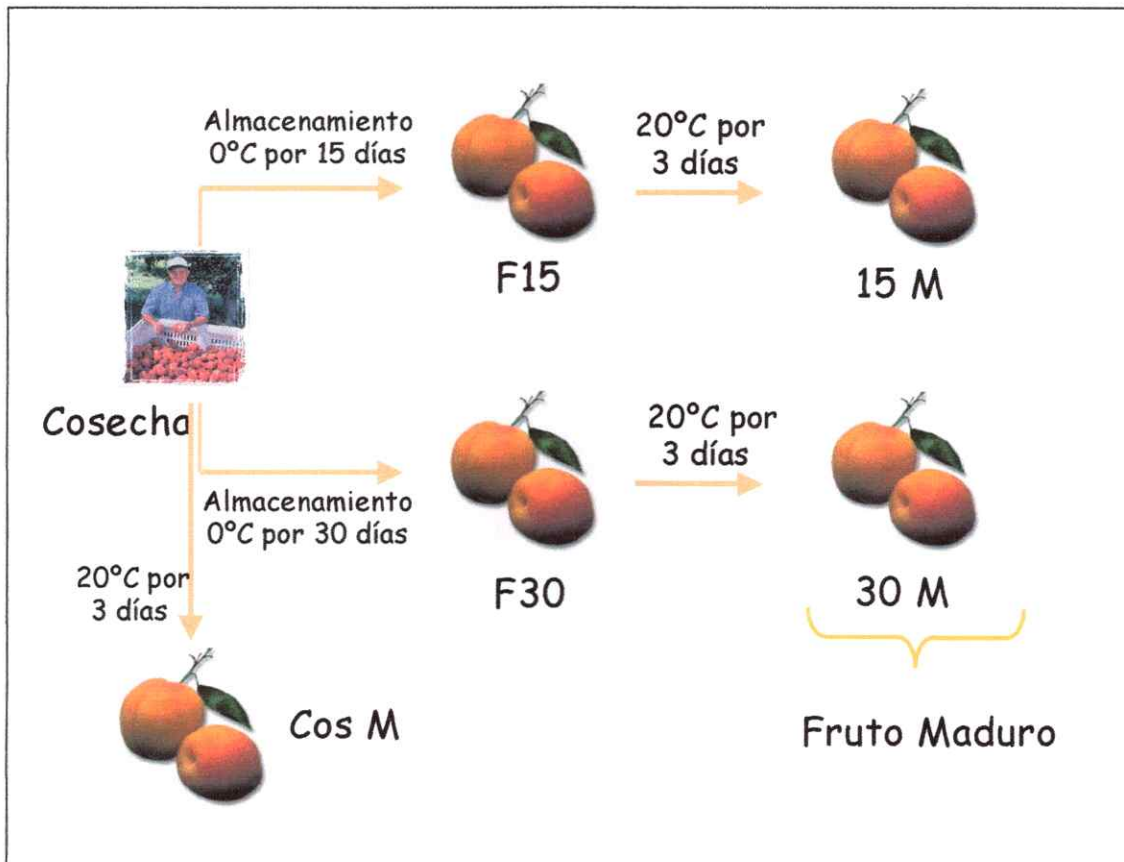 Almacenamiento
0°C por 15 días
20°C por
3 días
F15
15 M
Cosecha
20°C por
3 días
Almacenamiento
0°C por 30 días
F30
30 M
20°C por
3 días
Cos M
Fruto Maduro